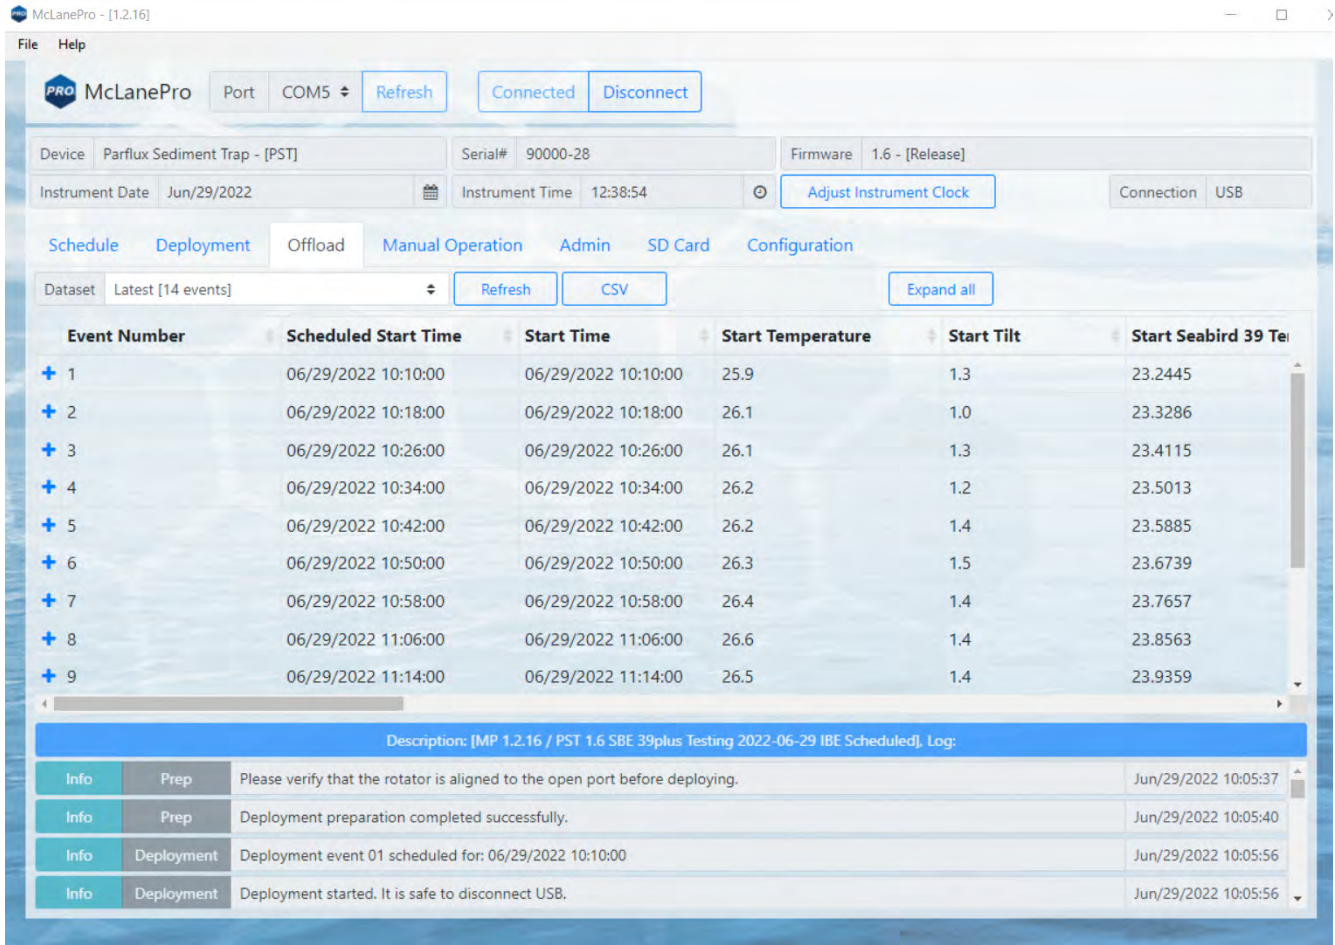 McLanePro - [1.2.16]
File Help
PRO McLanePro Port COM5 Refresh Connected Disconnect
Device Parflux Sediment Trap - [PST] Serial# 90000-28 Firmware 1.6 - [Release]
Instrument Date Jun/29/2022 Instrument Time 12:38:54 Adjust Instrument Clock Connection USB
Schedule Deployment Offload Manual Operation Admin SD Card Configuration
Dataset Latest [14 events] Refresh CSV Expand all
Event Number Scheduled Start Time Start Time Start Temperature Start Tilt Start Seabird 39
+ 1 06/29/2022 10:10:00 06/29/2022 10:10:00 25.9 1.3 23.2445
+ 2 06/29/2022 10:18:00 06/29/2022 10:18:00 26.1 1.0 23.3286
+ 3 06/29/2022 10:26:00 06/29/2022 10:26:00 26.1 1.3 23.4115
+ 4 06/29/2022 10:34:00 06/29/2022 10:34:00 26.2 1.2 23.5013
+ 5 06/29/2022 10:42:00 06/29/2022 10:42:00 26.2 1.4 23.5885
+ 6 06/29/2022 10:50:00 06/29/2022 10:50:00 26.3 1.5 23.6739
+ 7 06/29/2022 10:58:00 06/29/2022 10:58:00 26.4 1.4 23.7657
+ 8 06/29/2022 11:06:00 06/29/2022 11:06:00 26.6 1.4 23.8563
+ 9 06/29/2022 11:14:00 06/29/2022 11:14:00 26.5 1.4 23.9359
Description: [MP 1.2.16 / PST 1.6 SBE 39plus Testing 2022-06-29 IBE Scheduled], Log:
Info Prep Please verify that the rotator is aligned to the open port before deploying. Jun/29/2022 10:05:37
Info Prep Deployment preparation completed successfully. Jun/29/2022 10:05:40
Info Deployment Deployment event 01 scheduled for: 06/29/2022 10:10:00 Jun/29/2022 10:05:56
Info Deployment Deployment started. It is safe to disconnect USB. Jun/29/2022 10:05:56